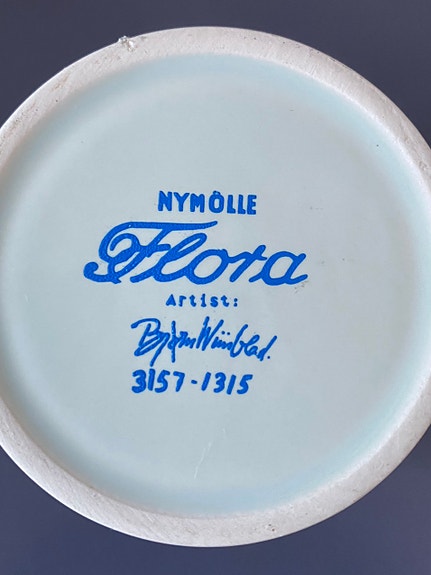 NYMÖLLE
Flora
Artist:
Bjørn Wiinblad.
3157-1315